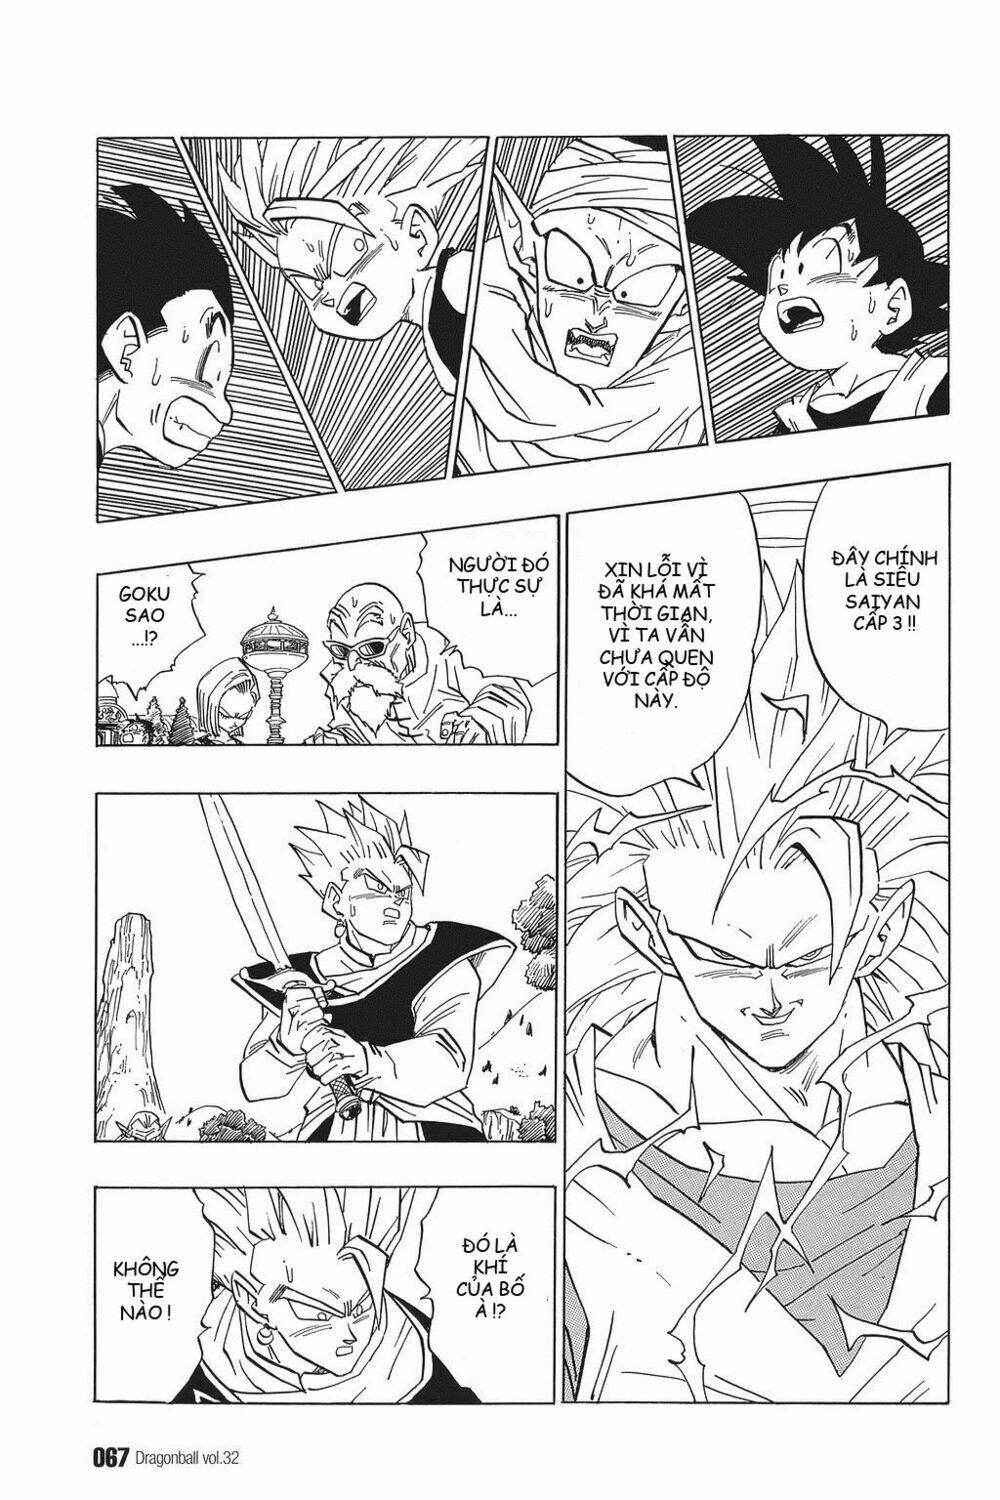 ĐÂY CHÍNH
LÀ SIÊU
SAIYAN
CẤP 3 !!
XIN LỖI VÌ
ĐÃ KHÁ MẤT
THỜI GIAN,
VÌ TA VẪN
CHƯA QUEN
VỚI CẤP ĐỘ
NÀY.
NGƯỜI ĐÓ
THỰC SỰ
LÀ...
GOKU
SAO
...!?
ĐÓ LÀ
KHÍ
CỦA BỐ
À !?
KHÔNG
THỂ
NÀO !
067 Dragonball vol.32